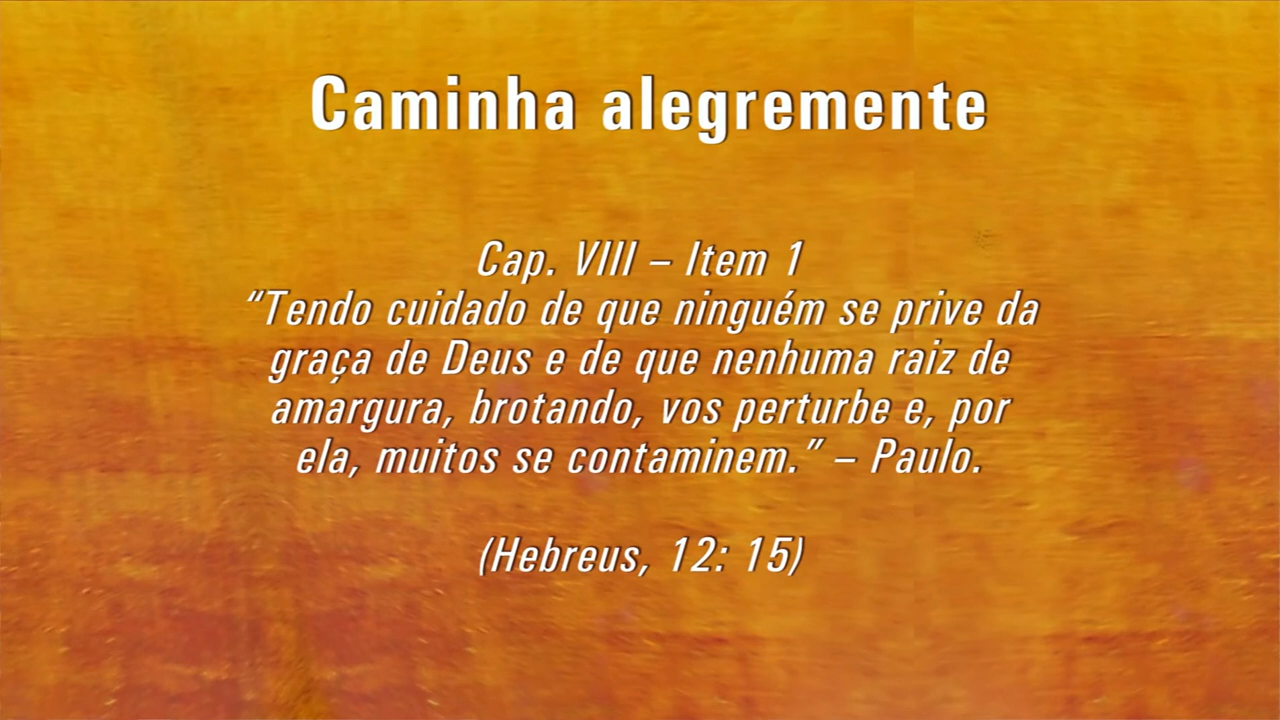 Caminha alegremente
Cap. VIII – Item 1
“Tendo cuidado de que ninguém se prive da
graça de Deus e de que nenhuma raiz de
amargura, brotando, vos perturbe e, por
ela, muitos se contaminem.” – Paulo.
(Hebreus, 12: 15)